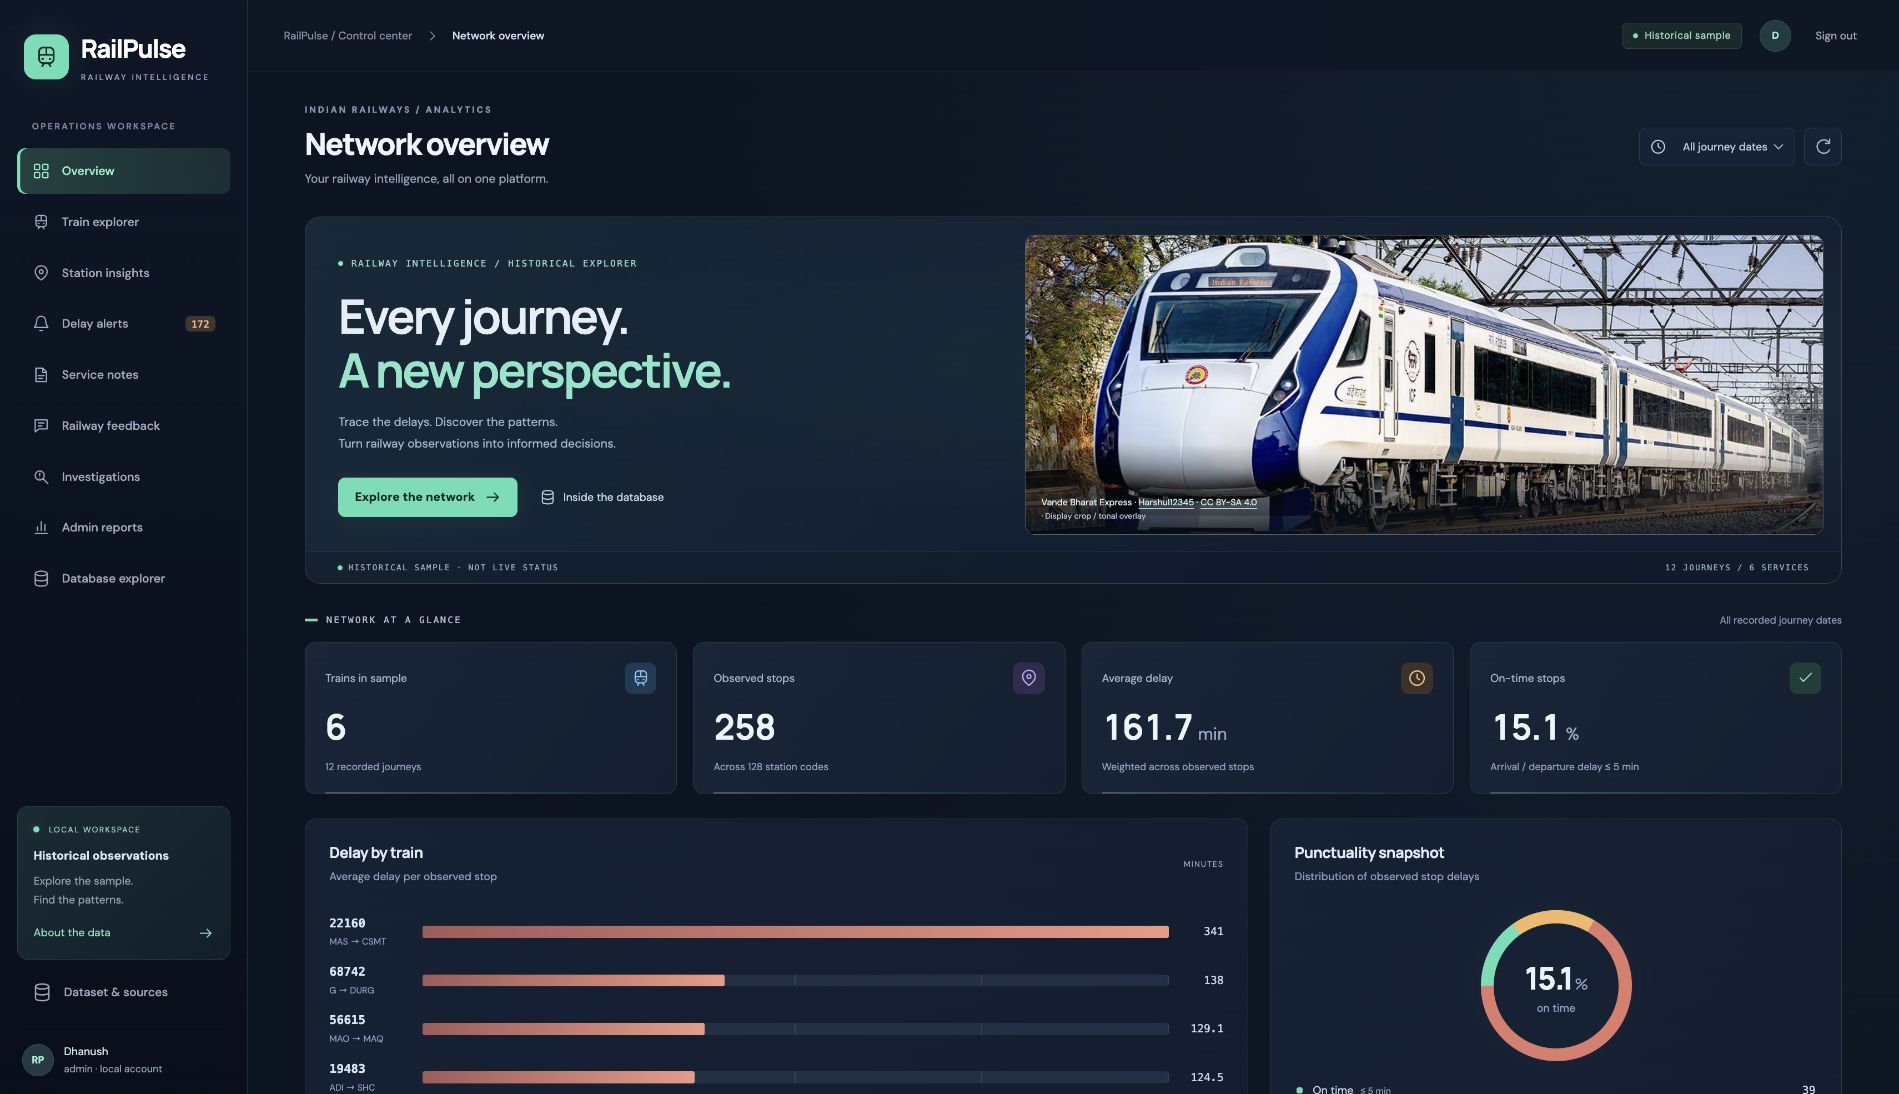 RailPulse
RAILWAY INTELLIGENCE
OPERATIONS WORKSPACE
Overview
Train explorer
Station insights
Delay alerts 172
Service notes
Railway feedback
Investigations
Admin reports
Database explorer
LOCAL WORKSPACE
Historical observations
Explore the sample.
Find the patterns.
About the data
Dataset & sources
RP
Dhanush
admin · local account
RailPulse / Control center
Network overview
Historical sample
D
Sign out
INDIAN RAILWAYS / ANALYTICS
Network overview
Your railway intelligence, all on one platform.
All journey dates
RAILWAY INTELLIGENCE / HISTORICAL EXPLORER
Every journey.
A new perspective.
Trace the delays. Discover the patterns.
Turn railway observations into informed decisions.
Explore the network →
Inside the database
Indian Railways
ICF
Vande Bharat Express · Harshul12345 · CC BY-SA 4.0
· Display crop / tonal overlay
HISTORICAL SAMPLE · NOT LIVE STATUS
12 JOURNEYS / 6 SERVICES
NETWORK AT A GLANCE
All recorded journey dates
Trains in sample
6
12 recorded journeys
Observed stops
258
Across 128 station codes
Average delay
161.7 min
Weighted across observed stops
On-time stops
15.1 %
Arrival / departure delay ≤ 5 min
Delay by train
Average delay per observed stop
MINUTES
22160
MAS → CSMT
341
68742
G → DURG
138
56615
MAO → MAQ
129.1
19483
ADI → SHC
124.5
Punctuality snapshot
Distribution of observed stop delays
15.1%
on time
On time ≤ 5 min
39